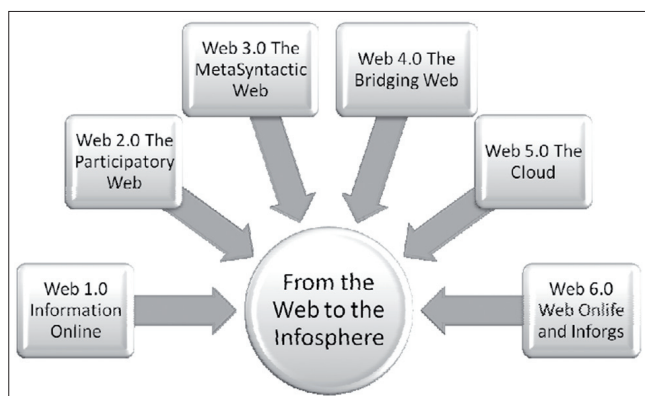 Web 1.0
Information
Online
Web 2.0 The
Participatory
Web
Web 3.0 The
MetaSyntactic
Web
Web 4.0 The
Bridging Web
Web 5.0 The
Cloud
Web 6.0
Web Onlife
and Inforgs
From the
Web to the
Infosphere